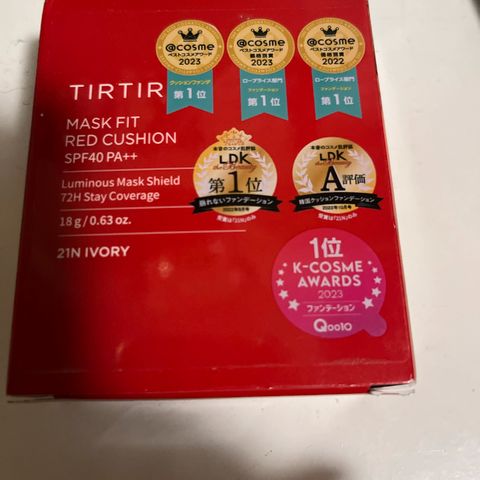 TIRTIR
MASK FIT
RED CUSHION
SPF40 PA++
Luminous Mask Shield
72H Stay Coverage
18 g / 0.63 oz.
21N IVORY
@cosme
ベストコスメアワード
2023
クッションファンデ
第1位
@cosme
ベストコスメアワード
2023
ロープライス部門
ファンデーション
第1位
@cosme
ベストコスメアワード
2022
ロープライス部門
ファンデーション
第1位
LDK
the Beauty
第1位
崩れないファンデーション
LDK
the Beauty
A評価
韓国クッションファンデーション
1位
K-COSME
AWARDS
2023
ファンデーション
Qoo10